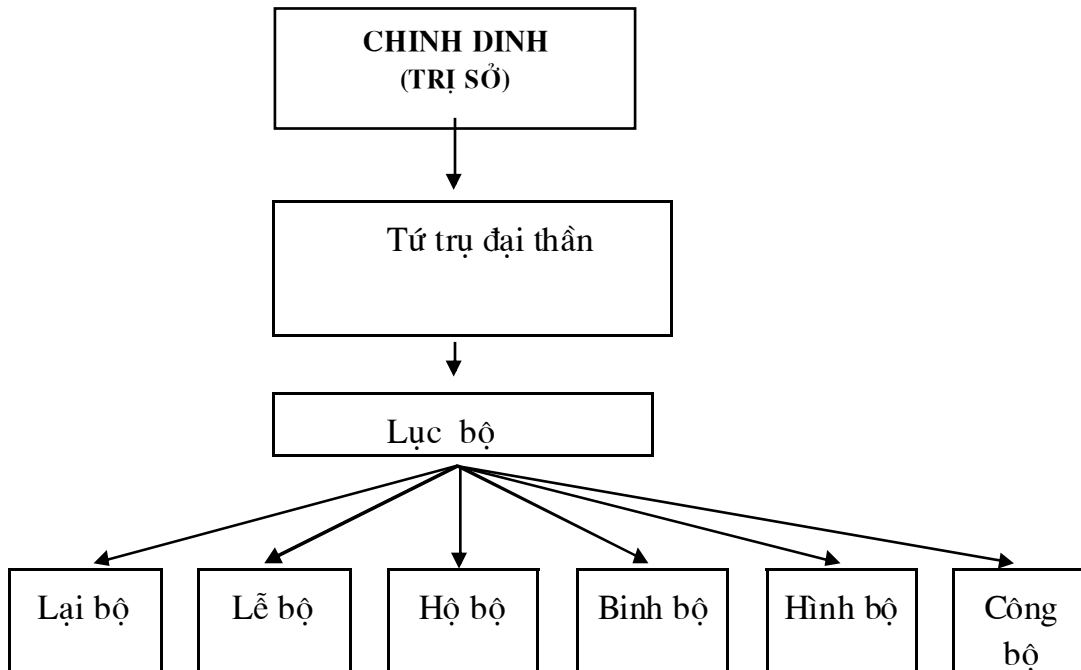 CHINH DINH
(TRỊ SỞ)
Tứ trụ đại thần
Lục bộ
Lại bộ
Lễ bộ
Hộ bộ
Binh bộ
Hình bộ
Công
bộ